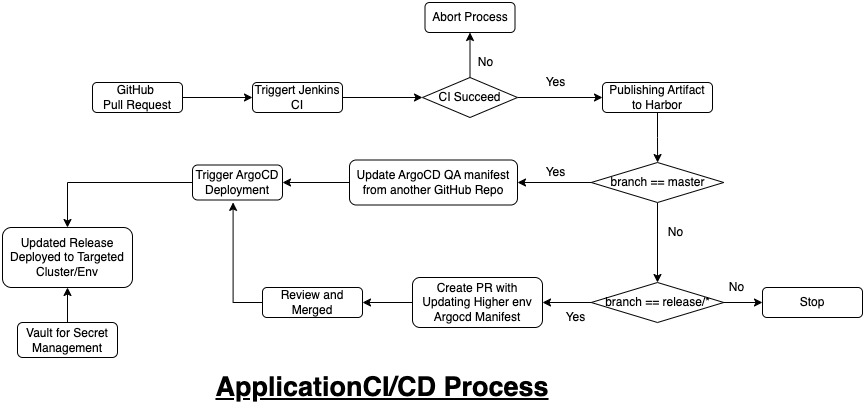 Abort Process
No
GitHub
Pull Request
Triggert Jenkins
CI
CI Succeed
Yes
Publishing Artifact
to Harbor
Trigger ArgoCD
Deployment
Update ArgoCD QA manifest
from another GitHub Repo
Yes
branch == master
No
Updated Release
Deployed to Targeted
Cluster/Env
Review and
Merged
Create PR with
Updating Higher env
Argocd Manifest
Yes
branch == release/*
No
Stop
Vault for Secret
Management
ApplicationCI/CD Process